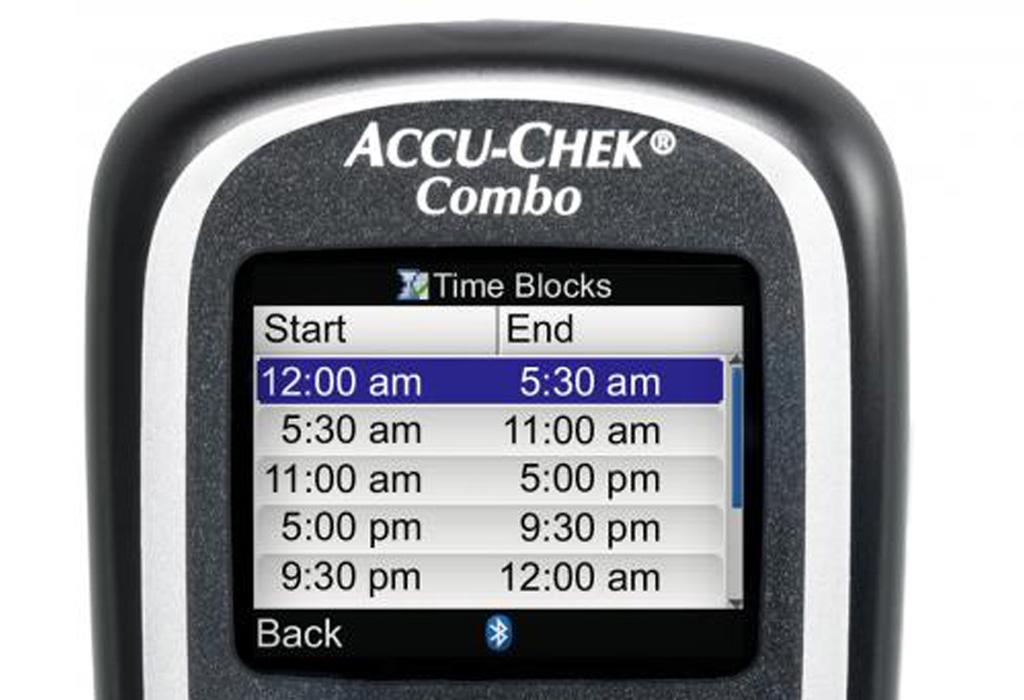 ACCU-CHEK®
Combo
Time Blocks
Start End
12:00 am 5:30 am
5:30 am 11:00 am
11:00 am 5:00 pm
5:00 pm 9:30 pm
9:30 pm 12:00 am
Back